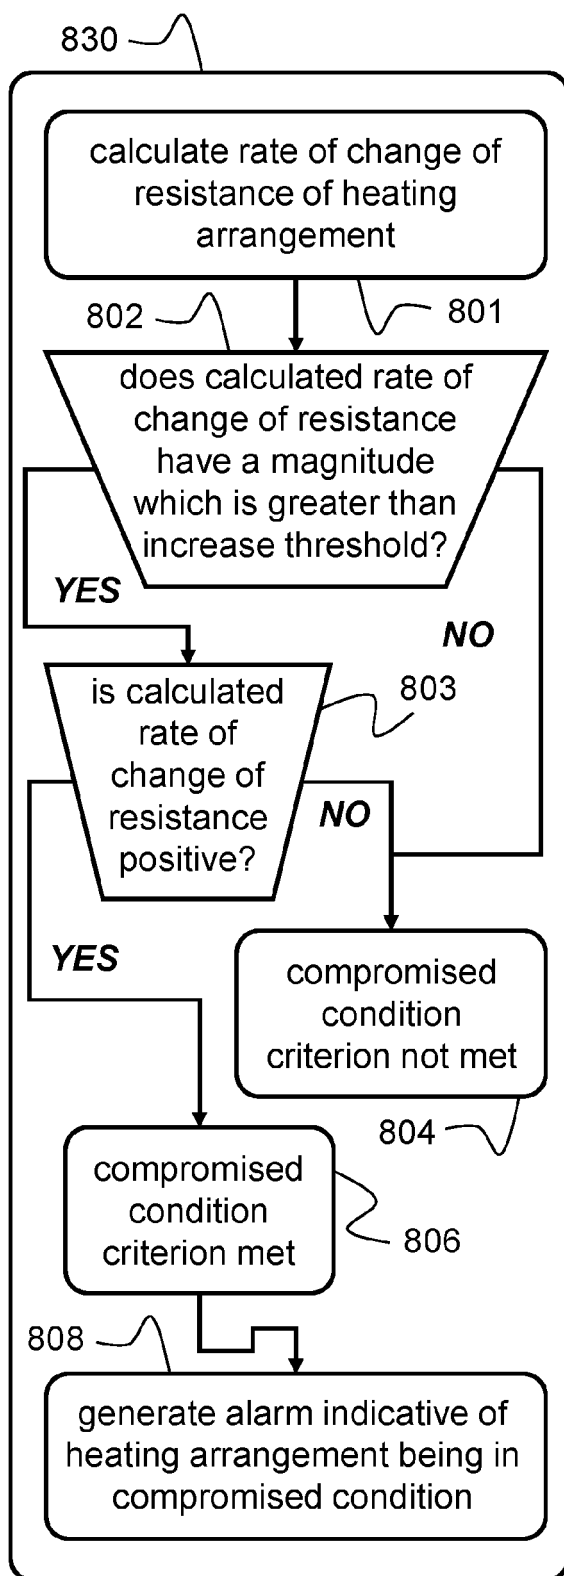 830
calculate rate of change of
resistance of heating
arrangement
802
801
does calculated rate of
change of resistance
have a magnitude
which is greater than
increase threshold?
YES
NO
is calculated
rate of
change of
resistance
positive?
803
NO
YES
compromised
condition
criterion not met
804
compromised
condition
criterion met
806
808
generate alarm indicative of
heating arrangement being in
compromised condition